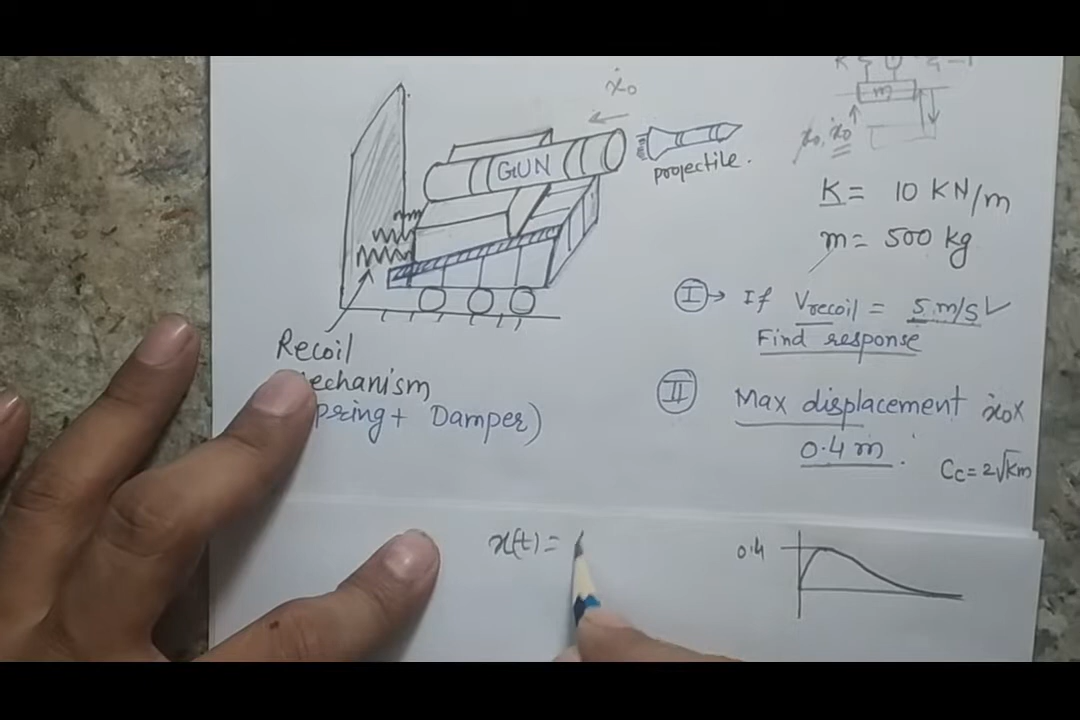 ẋ₀
GUN
projectile.
m
x₀, ẋ₀
K = 10 KN/m
m = 500 kg
Ⓘ→ If Vrecoil = 5 m/s ✓
Find response
Recoil
echanism
pring + Damper)
Ⅱ Max displacement ẋ₀x
0.4 m.
Cc = 2√Km
x(t) =
0.4